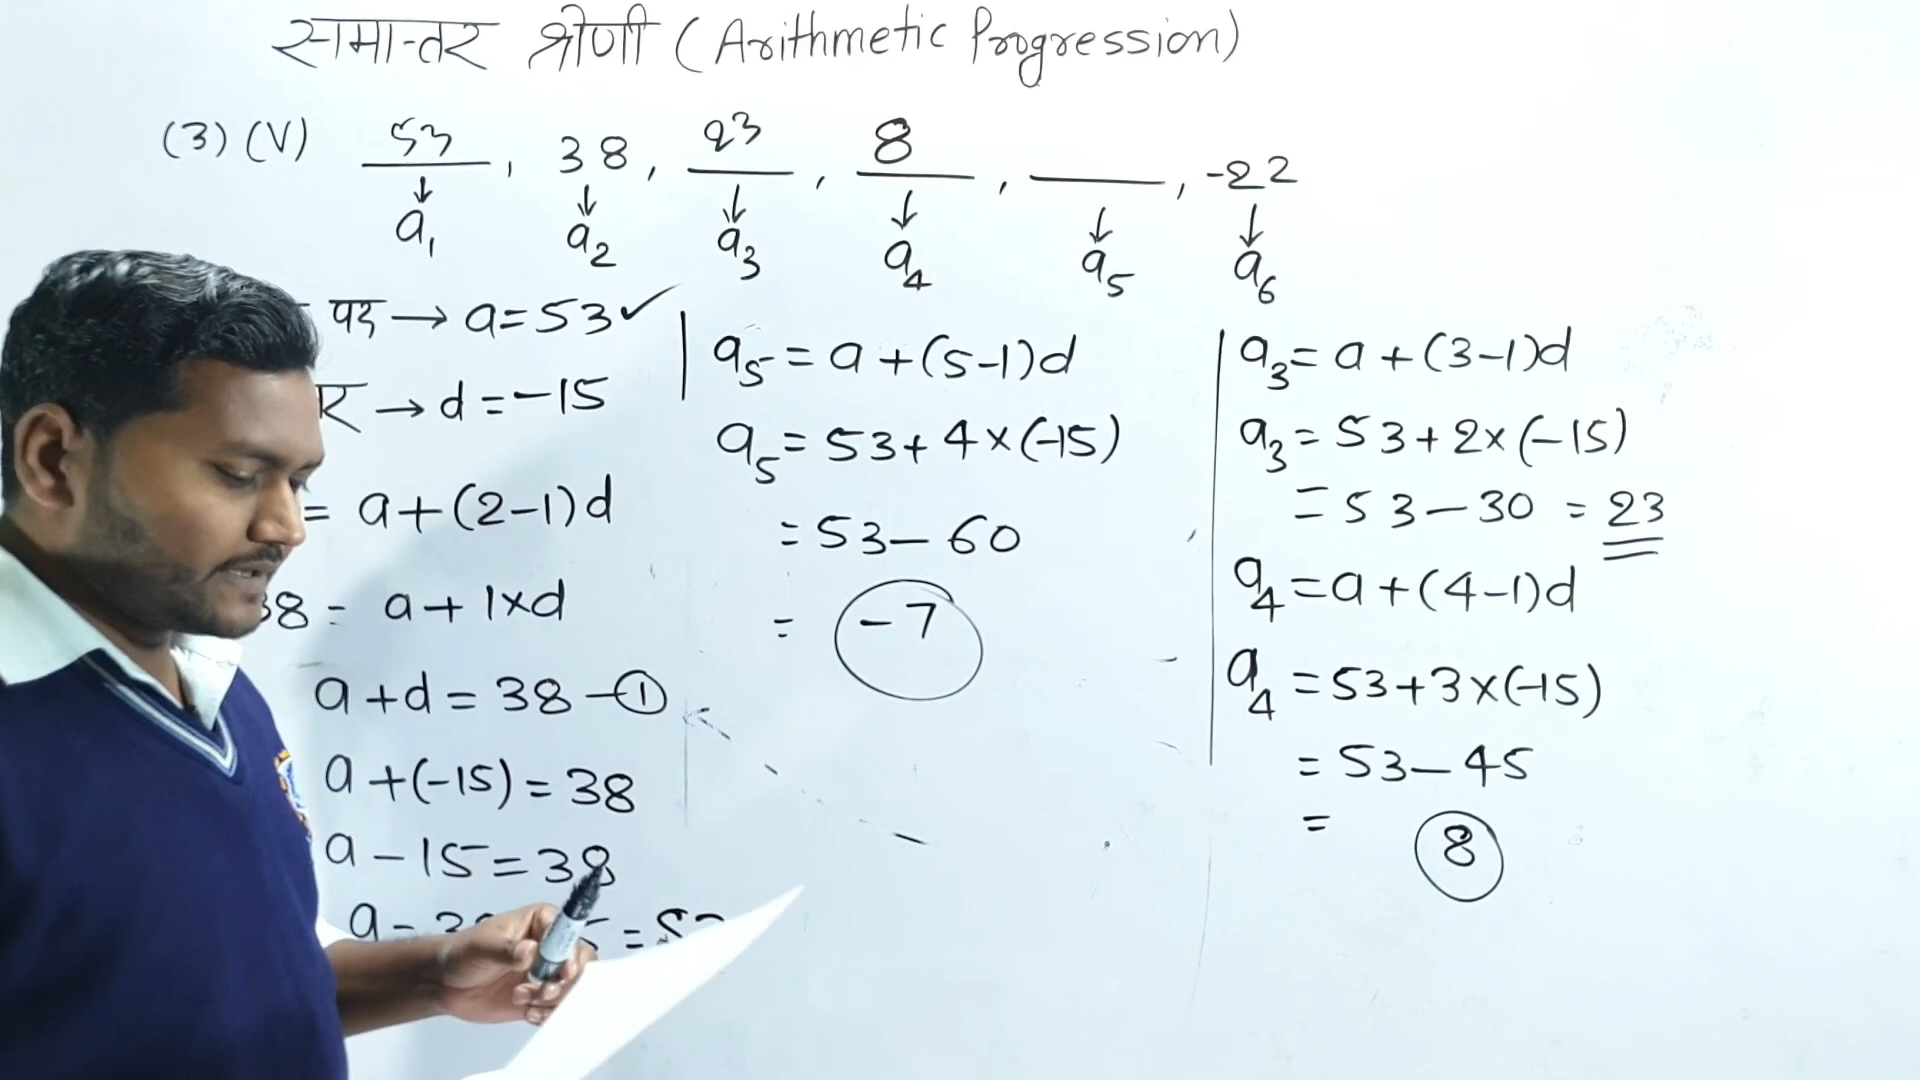 समान्तर श्रेणी (Arithmetic Progression)
(3) (V) 53, 38, 23, 8, ___, -22
↓ ↓ ↓ ↓ ↓ ↓
a₁ a₂ a₃ a₄ a₅ a₆
पद → a = 53 ✓
→ d = -15
= a + (2-1)d
38 = a + 1×d
a + d = 38 — ①
a + (-15) = 38
a - 15 = 38
a₅ = a + (5-1)d
a₅ = 53 + 4 × (-15)
= 53 - 60
= -7
a₃ = a + (3-1)d
a₃ = 53 + 2× (-15)
= 53 - 30 = 23
a₄ = a + (4-1)d
a₄ = 53 + 3 × (-15)
= 53 - 45
= 8